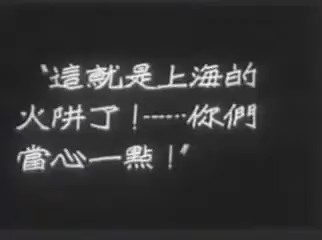 “這就是上海的
火阱了！……你們
當心一點！”